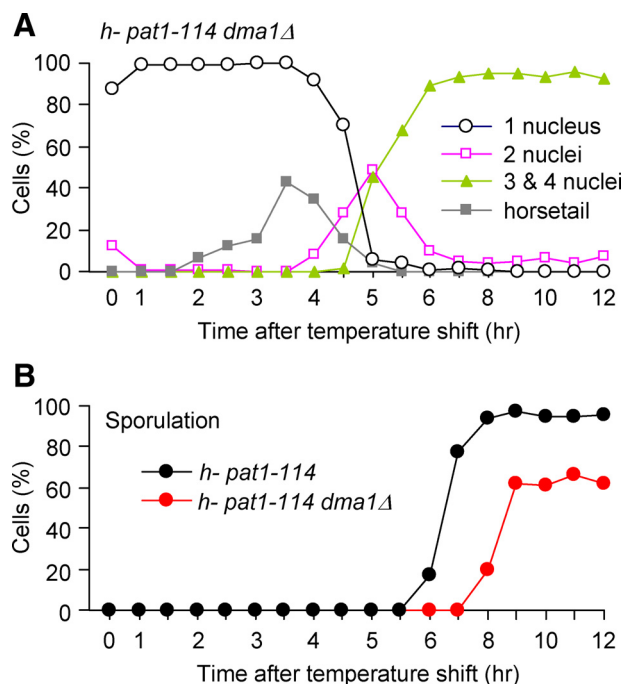 A
h- pat1-114 dma1Δ
Cells (%)
100
80
60
40
20
0
1 nucleus
2 nuclei
3 & 4 nuclei
horsetail
0 1 2 3 4 5 6 7 8 10 12
Time after temperature shift (hr)
B
Sporulation
Cells (%)
100
80
60
40
20
0
h- pat1-114
h- pat1-114 dma1Δ
0 1 2 3 4 5 6 8 10 12
Time after temperature shift (hr)